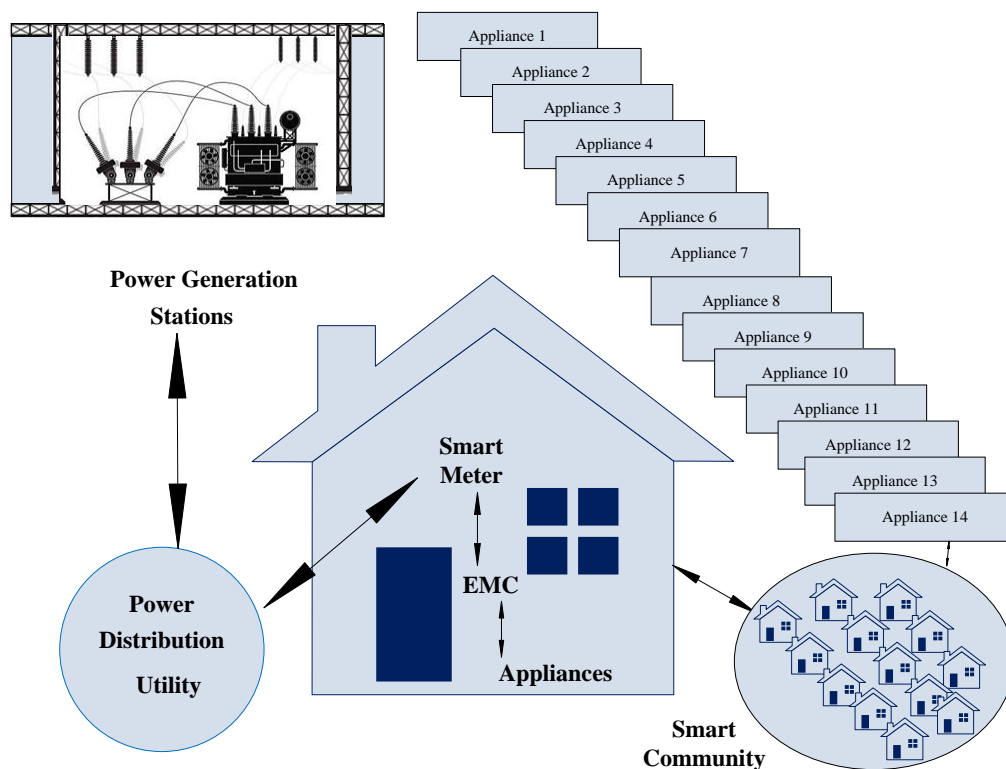 Appliance 1
Appliance 2
Appliance 3
Appliance 4
Appliance 5
Appliance 6
Appliance 7
Appliance 8
Appliance 9
Appliance 10
Appliance 11
Appliance 12
Appliance 13
Appliance 14
Power Generation
Stations
Smart
Meter
EMC
Appliances
Power
Distribution
Utility
Smart
Community